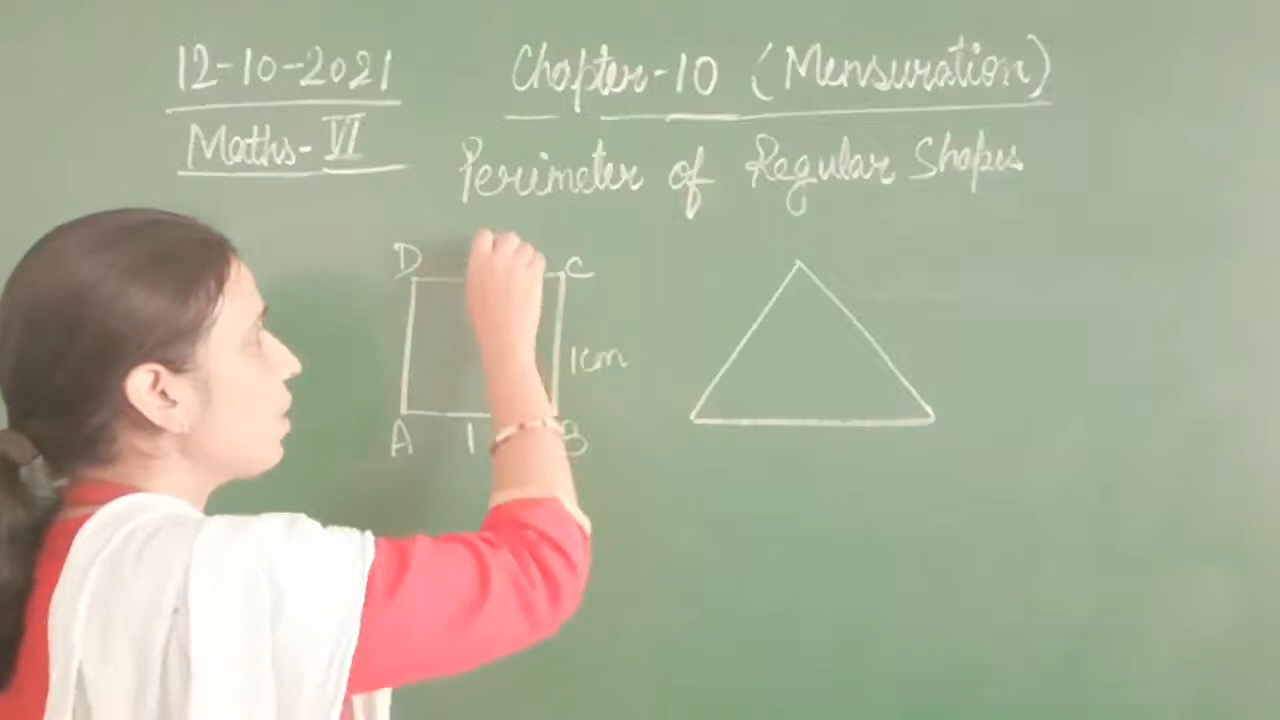 12-10-2021
Chapter-10 (Mensuration)
Maths-VI
Perimeter of Regular Shapes
D
C
1cm
A
1
B